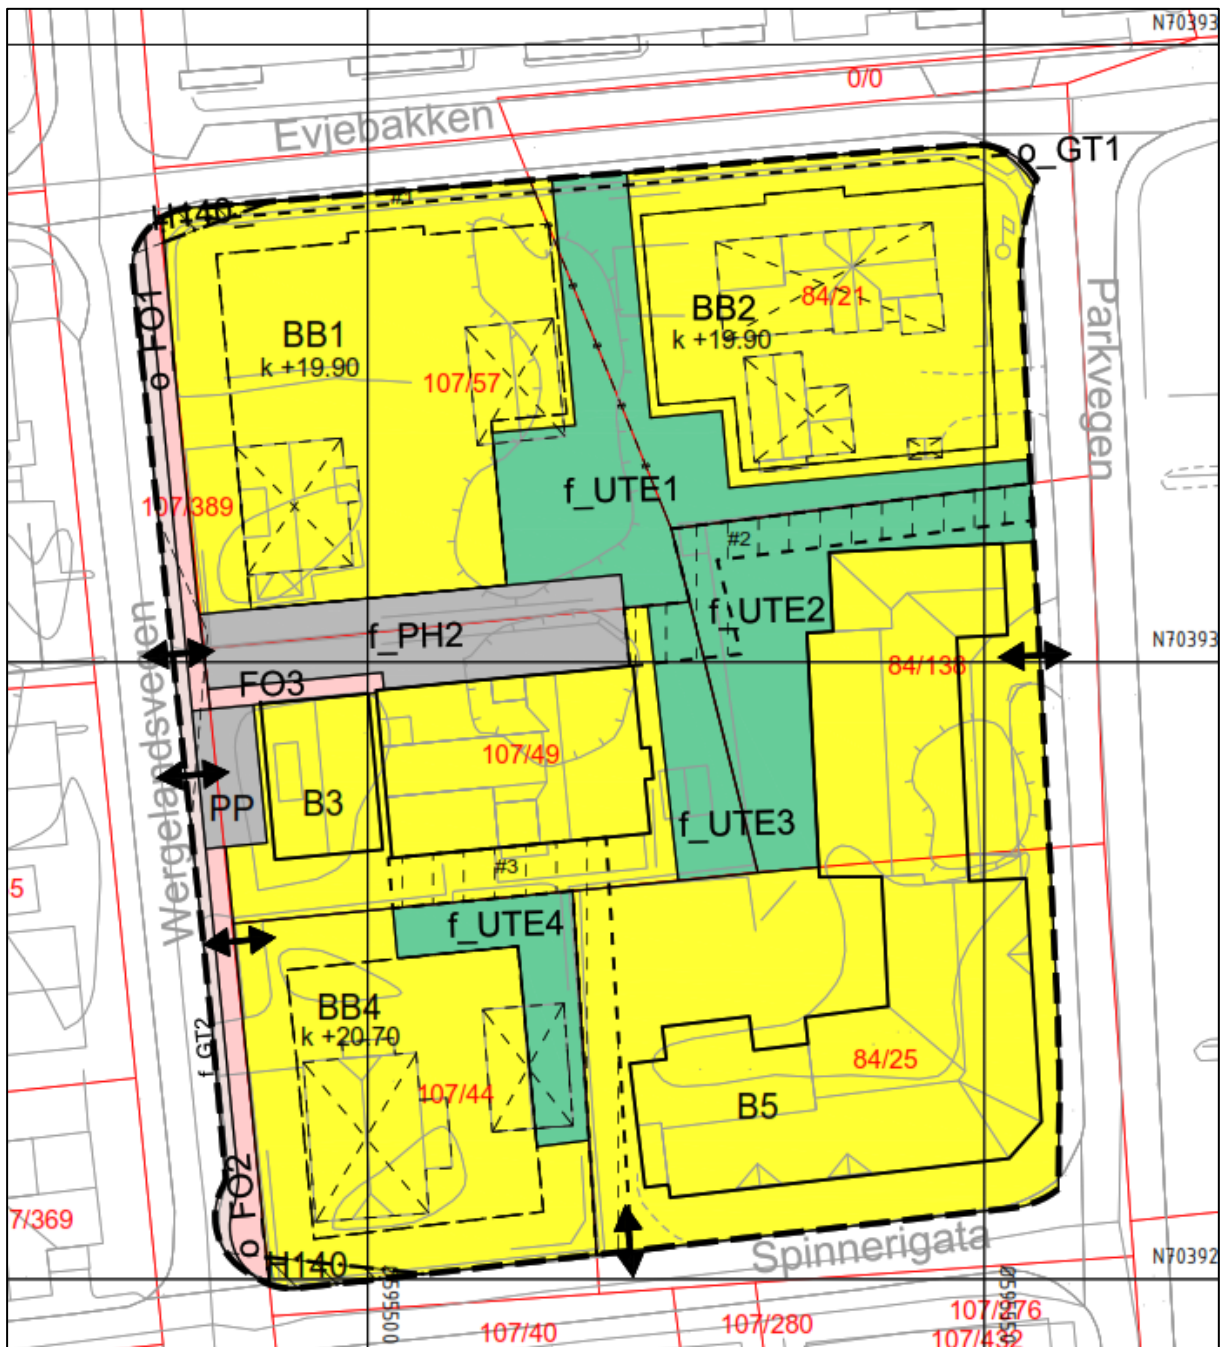 N70393
0/0
Evjebakken
o_GT1
#1
H140
o_FO1
BB1
k +19.90
BB2
k +19.90
84/21
Parkvegen
107/57
f_UTE1
107/389
#2
f_UTE2
f_PH2
N70393
84/138
FO3
Wergelandsvegen
107/49
PP
B3
f_UTE3
#3
5
f_UTE4
BB4
k +20.70
f_GT2
84/25
107/44
B5
o_FO2
7/369
H140
Spinnerigata
N70392
Ø595500
107/276
107/40
107/280
107/432